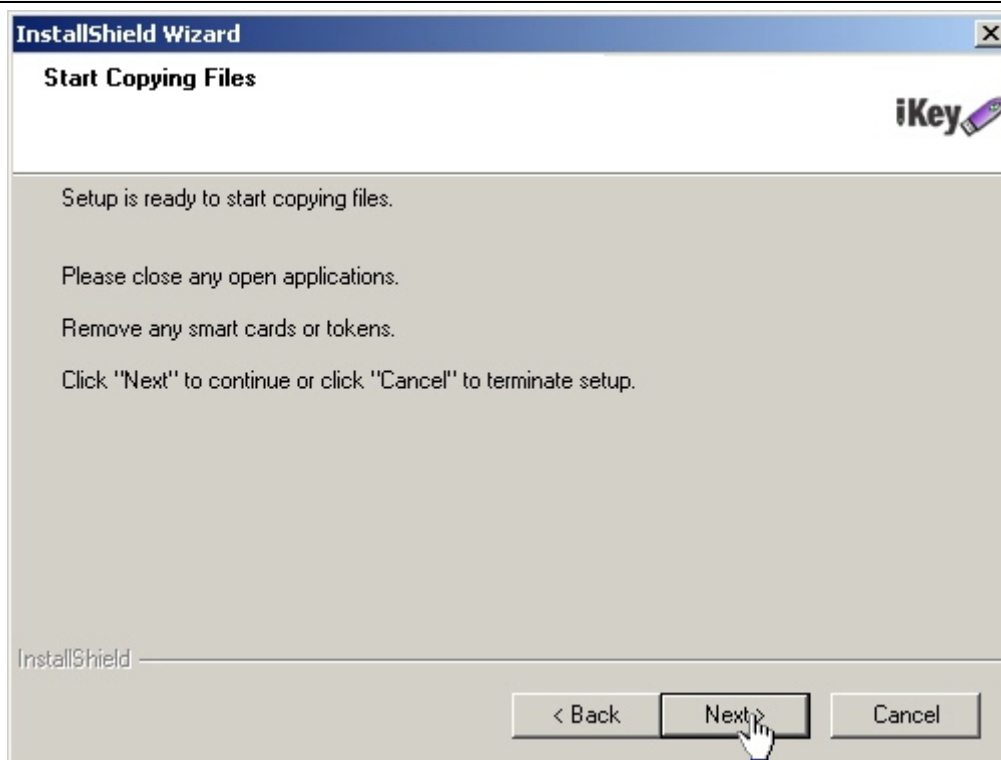 InstallShield Wizard
Start Copying Files
iKey
Setup is ready to start copying files.
Please close any open applications.
Remove any smart cards or tokens.
Click "Next" to continue or click "Cancel" to terminate setup.
InstallShield
< Back Next > Cancel